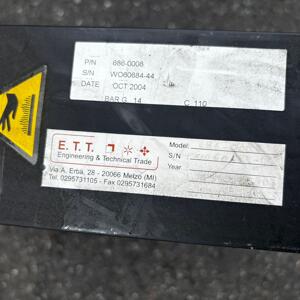 P/N 686-0008
S/N WO60684-44
DATE OCT 2004
BAR G 14 C 110
E.T.T.
Engineering & Technical Trade
Via A. Erba, 28 - 20066 Melzo (MI)
Tel. 0295731105 - Fax 0295731684
Model
S/N
Year